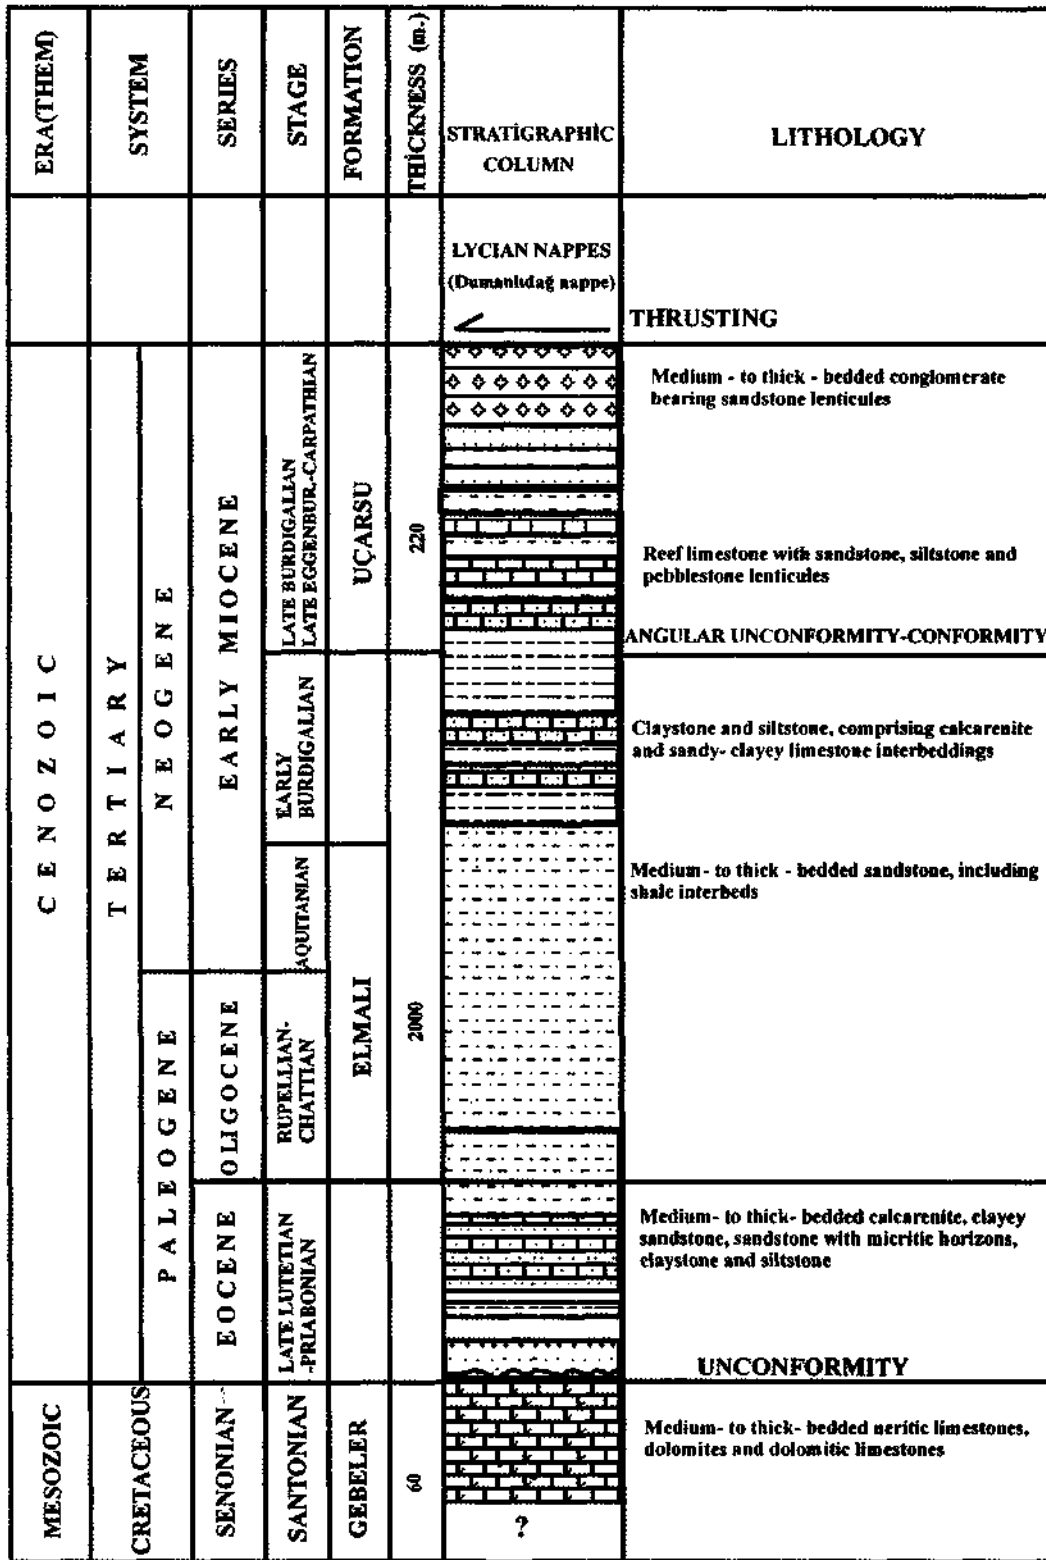 ERA(THEM)
SYSTEM
SERIES
STAGE
FORMATION
THİCKNESS (m.)
STRATİGRAPHİC
COLUMN
LITHOLOGY
LYCIAN NAPPES
(Dumanlıdağ nappe)
THRUSTING
CENOZOIC
TERTIARY
NEOGENE
EARLY MIOCENE
LATE BURDIGALIAN
LATE EGGENBUR.-CARPATHIAN
UÇARSU
220
Medium - to thick - bedded conglomerate
bearing sandstone lenticules
Reef limestone with sandstone, siltstone and
pebblestone lenticules
ANGULAR UNCONFORMITY-CONFORMITY
EARLY
BURDIGALIAN
Claystone and siltstone, comprising calcarenite
and sandy- clayey limestone interbeddings
AQUITANIAN
ELMALI
2000
Medium - to thick - bedded sandstone, including
shale interbeds
PALEOGENE
OLIGOCENE
RUPELLIAN-
CHATTIAN
EOCENE
LATE LUTETIAN
-PRIABONIAN
Medium- to thick- bedded calcarenite, clayey
sandstone, sandstone with micritic horizons,
claystone and siltstone
UNCONFORMITY
MESOZOIC
CRETACEOUS
SENONIAN
SANTONIAN
GEBELER
60
Medium- to thick- bedded neritic limestones,
dolomites and dolomitic limestones
?